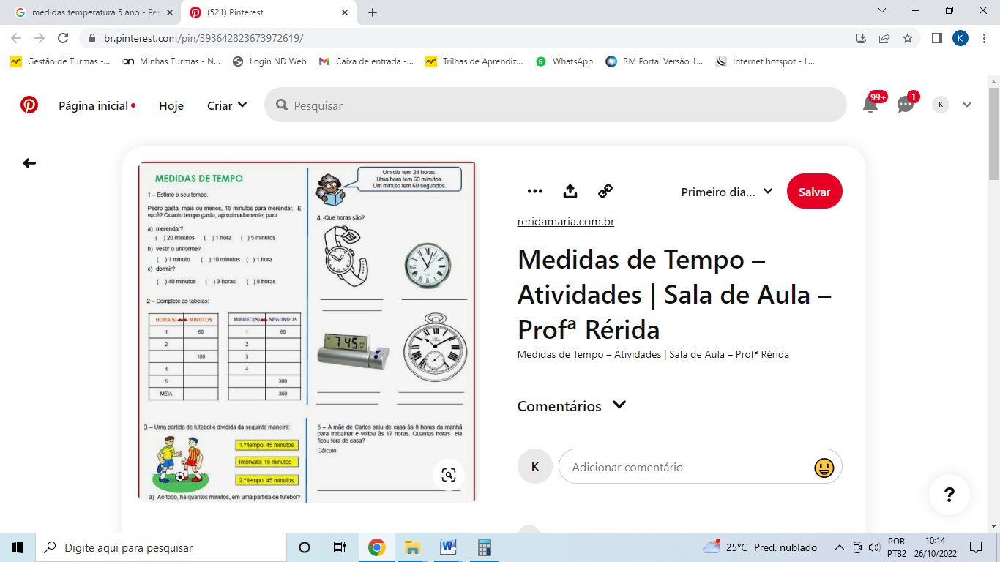 medidas temperatura 5 ano - Pes
(521) Pinterest
br.pinterest.com/pin/393642823673972619/
K
Gestão de Turmas -...
Minhas Turmas - N...
Login ND Web
Caixa de entrada -...
Trilhas de Aprendiz...
6
WhatsApp
RM Portal Versão 1...
Internet hotspot - L...
Página inicial
Hoje
Criar
Pesquisar
99+
1
K
MEDIDAS DE TEMPO
1 – Estime o seu tempo.
Pedro gasta, mais ou menos, 15 minutos para merendar. E
você? Quanto tempo gasta, aproximadamente, para
a) merendar?
( ) 20 minutos ( ) 1 hora ( ) 5 minutos
b) vestir o uniforme?
( ) 1 minuto ( ) 10 minutos ( ) 1 hora
c) dormir?
( ) 40 minutos ( ) 3 horas ( ) 8 horas
2 – Complete as tabelas:
HORA(S) MINUTOS
1 60
2
180
4
5
MEIA
MINUTO(S) SEGUNDOS
1 60
2
3
4
300
360
3 – Uma partida de futebol é dividida da seguinte maneira:
1.º tempo: 45 minutos
Intervalo: 15 minutos
2.º tempo: 45 minutos
a) Ao todo, há quantos minutos, em uma partida de futebol?
Um dia tem 24 horas.
Uma hora tem 60 minutos.
Um minuto tem 60 segundos.
4 -Que horas são?
7 45
5 – A mãe de Carlos saiu de casa às 8 horas da manhã
para trabalhar e voltou às 17 horas. Quantas horas ela
ficou fora de casa?
Cálculo:
Primeiro dia...
Salvar
reridamaria.com.br
Medidas de Tempo –
Atividades | Sala de Aula –
Profª Rérida
Medidas de Tempo – Atividades | Sala de Aula – Profª Rérida
Comentários
K
Adicionar comentário
?
Digite aqui para pesquisar
25°C Pred. nublado
POR
PTB2
10:14
26/10/2022